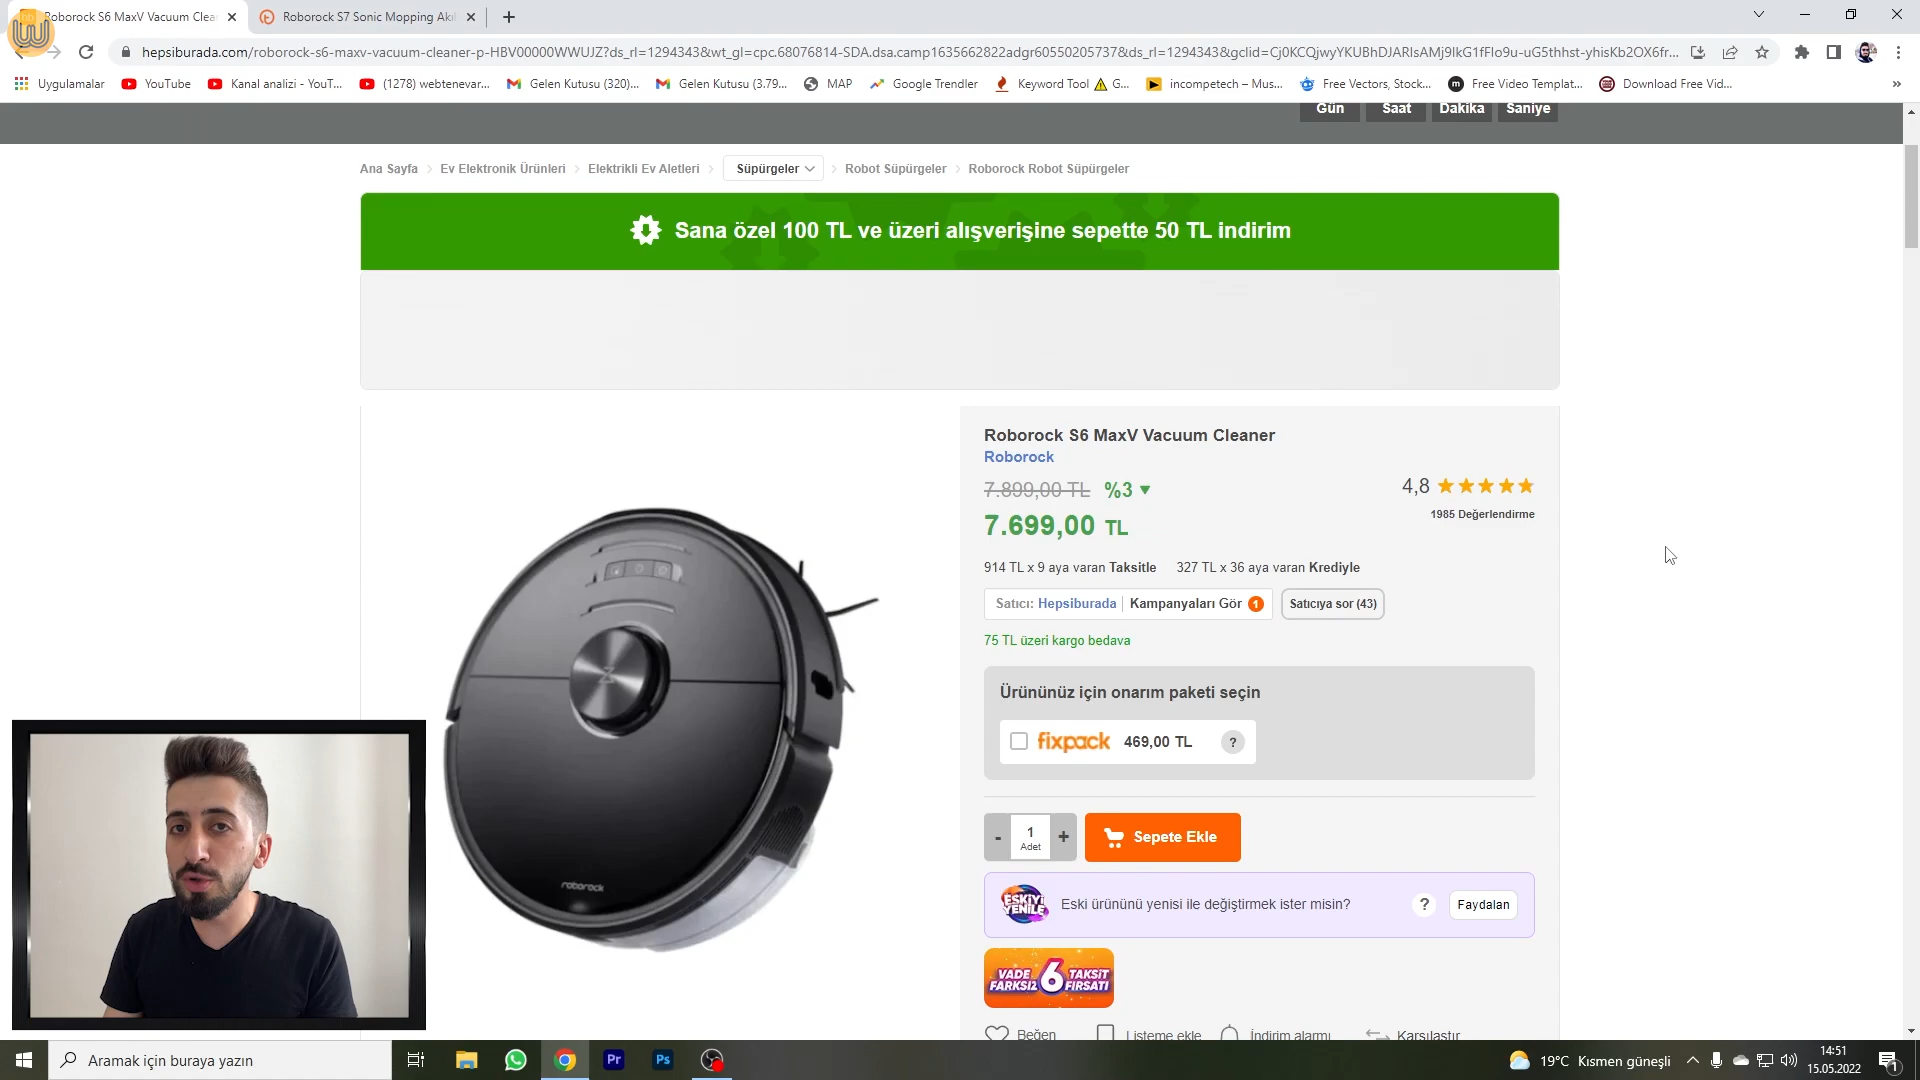 Roborock S6 MaxV Vacuum Clear
Roborock S7 Sonic Mopping Akıl
hepsiburada.com/roborock-s6-maxv-vacuum-cleaner-p-HBV00000WWUJZ?ds_rl=1294343&wt_gl=cpc.68076814-SDA.dsa.camp1635662822adgr60550205737&ds_rl=1294343&gclid=Cj0KCQjwyYKUBhDJARIsAMj9lkG1fFIo9u-uG5thhst-yhisKb2OX6fr...
Uygulamalar
YouTube
Kanal analizi - YouT...
(1278) webtenevar...
Gelen Kutusu (320)...
Gelen Kutusu (3.79...
MAP
Google Trendler
Keyword Tool
G...
incompetech – Mus...
Free Vectors, Stock...
Free Video Templat...
Download Free Vid...
Gün Saat Dakika Saniye
Ana Sayfa
Ev Elektronik Ürünleri
Elektrikli Ev Aletleri
Süpürgeler
Robot Süpürgeler
Roborock Robot Süpürgeler
Sana özel 100 TL ve üzeri alışverişine sepette 50 TL indirim
Roborock S6 MaxV Vacuum Cleaner
Roborock
7.899,00 TL %3
4,8
7.699,00 TL
1985 Değerlendirme
914 TL x 9 aya varan Taksitle
327 TL x 36 aya varan Krediyle
Satıcı: Hepsiburada
Kampanyaları Gör 1
Satıcıya sor (43)
75 TL üzeri kargo bedava
Ürününüz için onarım paketi seçin
fixpack 469,00 TL ?
- 1 +
Adet
Sepete Ekle
ESKİYİ
YENİLE
Eski ürününü yenisi ile değiştirmek ister misin?
?
Faydalan
VADE
FARKSIZ
6
TAKSİT
FIRSATI
Beğen
Listeme ekle
İndirim alarmı
Karşılaştır
roborock
Aramak için buraya yazın
Pr
Ps
19°C Kısmen güneşli
14:51
15.05.2022
1